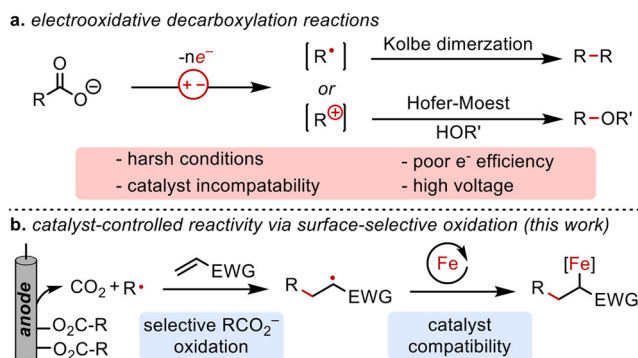 a. electrooxidative decarboxylation reactions
O
R
O
⊖
-ne⁻
+ −
[R•]
or
[R⊕]
Kolbe dimerzation
R−R
Hofer-Moest
HOR'
R−OR'
- harsh conditions
- catalyst incompatability
- poor e⁻ efficiency
- high voltage
b. catalyst-controlled reactivity via surface-selective oxidation (this work)
anode
O₂C-R
O₂C-R
CO₂ + R•
EWG
selective RCO₂⁻
oxidation
R
•
EWG
Fe
catalyst
compatibility
[Fe]
R
EWG